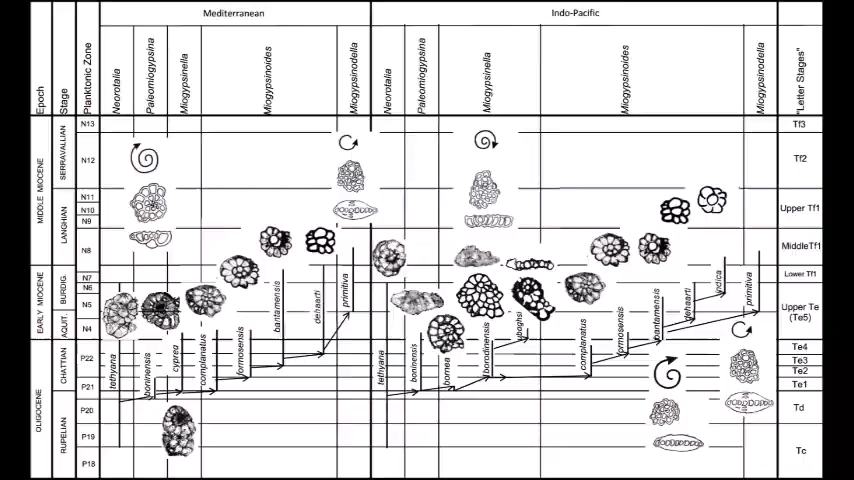 Mediterranean
Indo-Pacific
Epoch
Stage
Planktonic Zone
Neorotalia
Paleomiogypsina
Miogypsinella
Miogypsinoides
Miogypsinodella
Neorotalia
Paleomiogypsina
Miogypsinella
Miogypsinoides
Miogypsinodella
"Letter Stages"
MIDDLE MIOCENE
EARLY MIOCENE
OLIGOCENE
SERRAVALLIAN
LANGHIAN
BURDIG.
AQUIT.
CHATTIAN
RUPELIAN
N13
N12
N11
N10
N9
N8
N7
N6
N5
N4
P22
P21
P20
P19
P18
tethyana
boninensis
cyprea
complanatus
formosensis
bantamensis
dehaarti
primitiva
tethyana
boninensis
bornea
borodinensis
ubaghsi
complanatus
formosensis
bantamensis
dehaarti
indica
primitiva
Tf3
Tf2
Upper Tf1
MiddleTf1
Lower Tf1
Upper Te
(Te5)
Te4
Te3
Te2
Te1
Td
Tc